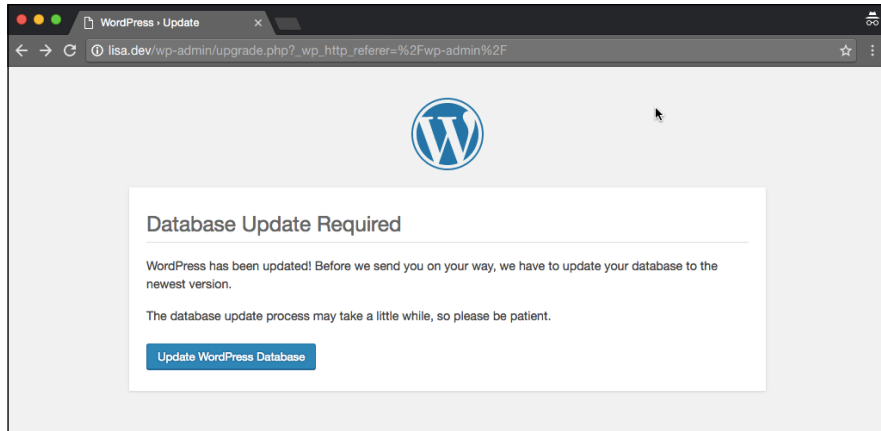 WordPress › Update
lisa.dev/wp-admin/upgrade.php?_wp_http_referer=%2Fwp-admin%2F
Database Update Required
WordPress has been updated! Before we send you on your way, we have to update your database to the
newest version.
The database update process may take a little while, so please be patient.
Update WordPress Database